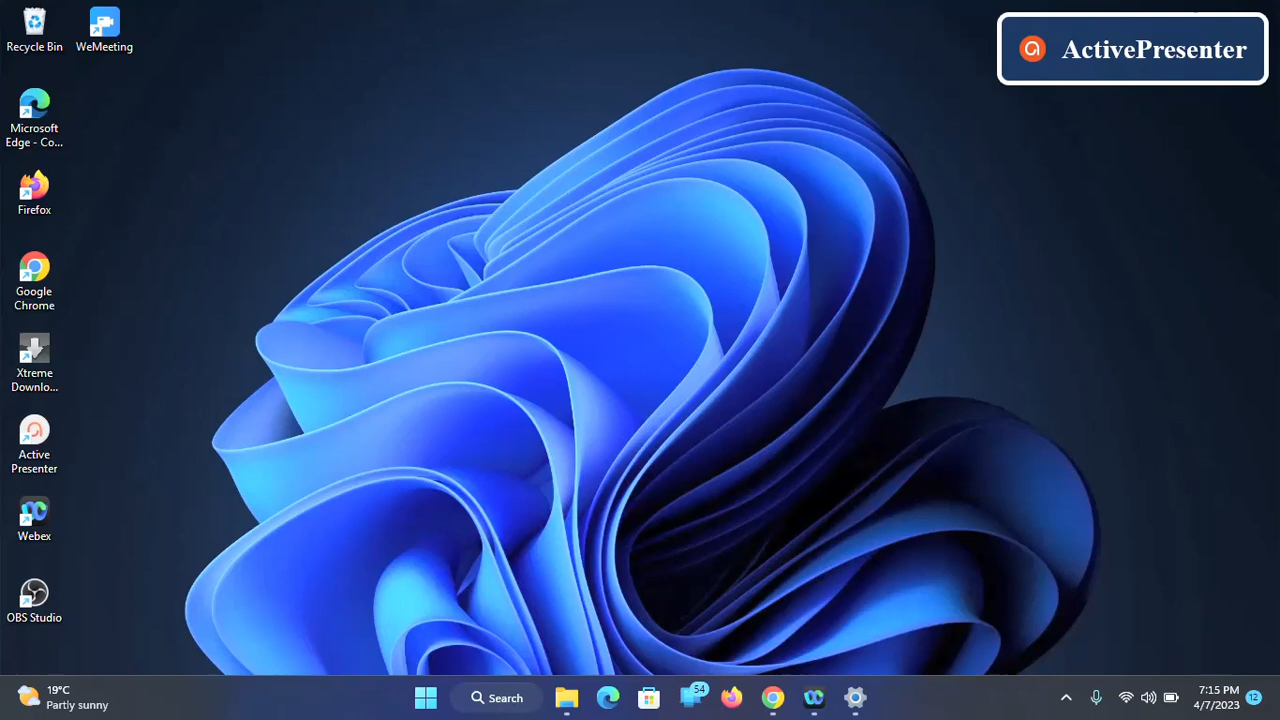 Recycle Bin
WeMeeting
Microsoft
Edge - Co...
Firefox
Google
Chrome
Xtreme
Downlo...
Active
Presenter
Webex
OBS Studio
ActivePresenter
19°C
Partly sunny
Search
54
7:15 PM
4/7/2023
12